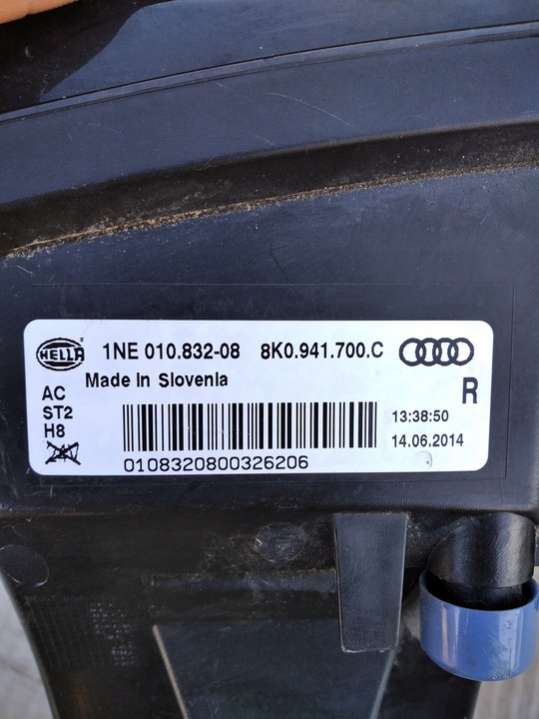 HELLA 1NE 010.832-08 8K0.941.700.C
Made In Slovenia
R
AC
ST2
H8
13:38:50
14.06.2014
0108320800326206